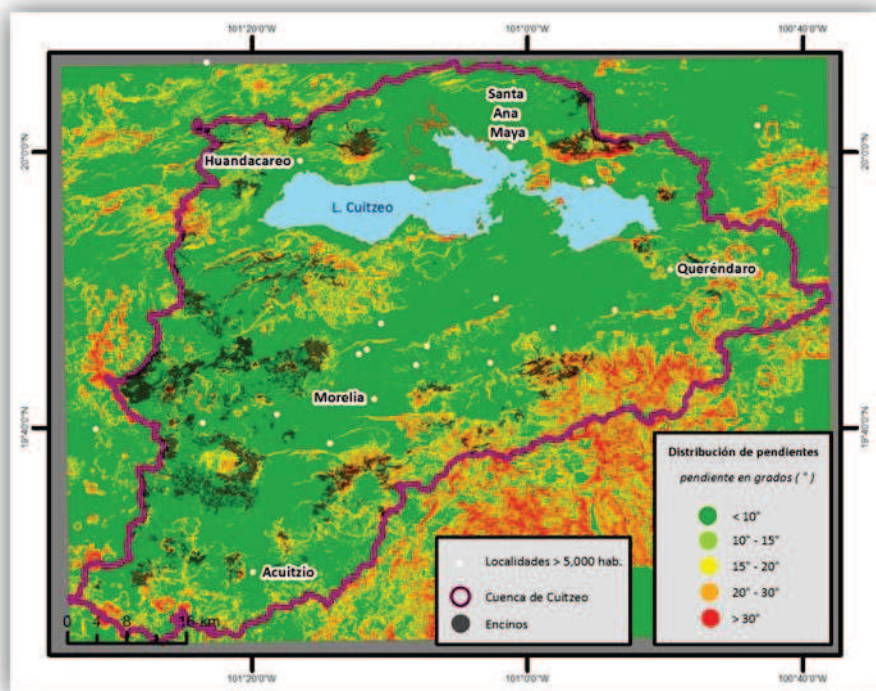 101°20'0"W
101°0'0"W
100°40'0"W
20°0'0"N
20°0'0"N
Santa
Ana
Maya
Huandacareo
L. Cuitzeo
Queréndaro
Morelia
19°40'0"N
19°40'0"N
Acuitzio
0 4 8 16 km
Localidades > 5,000 hab.
Cuenca de Cuitzeo
Encinos
Distribución de pendientes
pendiente en grados ( ° )
< 10°
10° - 15°
15° - 20°
20° - 30°
> 30°
101°20'0"W
101°0'0"W
100°40'0"W